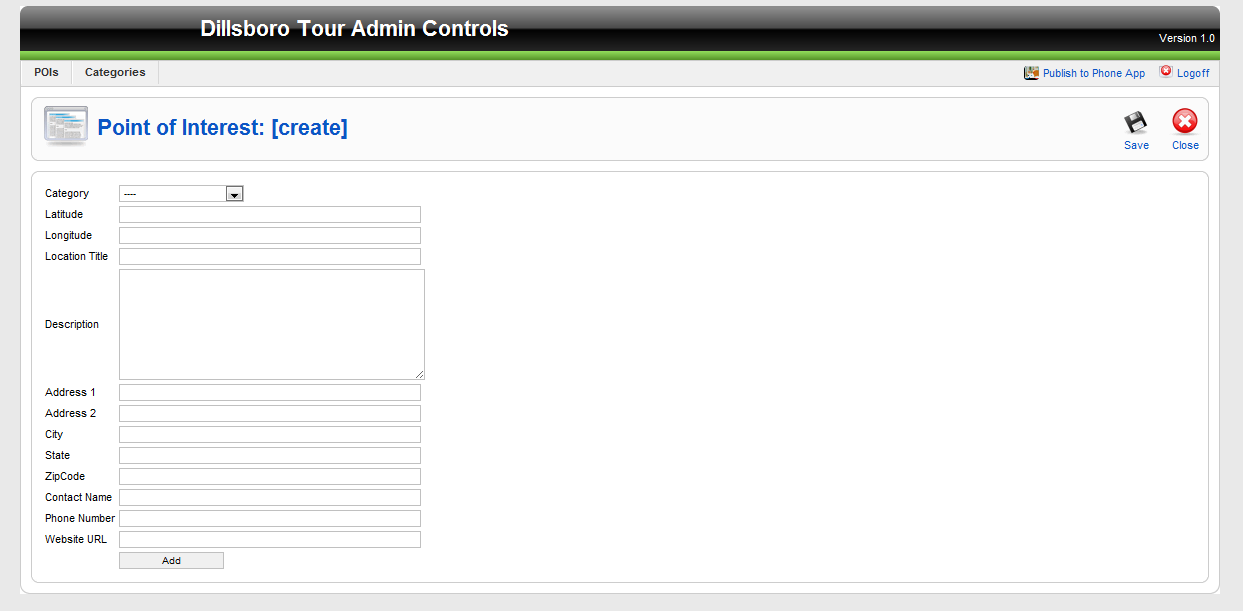 Dillsboro Tour Admin Controls
Version 1.0
POIs Categories Publish to Phone App Logoff
Point of Interest: [create]
Save Close
Category ----
Latitude
Longitude
Location Title
Description
Address 1
Address 2
City
State
ZipCode
Contact Name
Phone Number
Website URL
Add